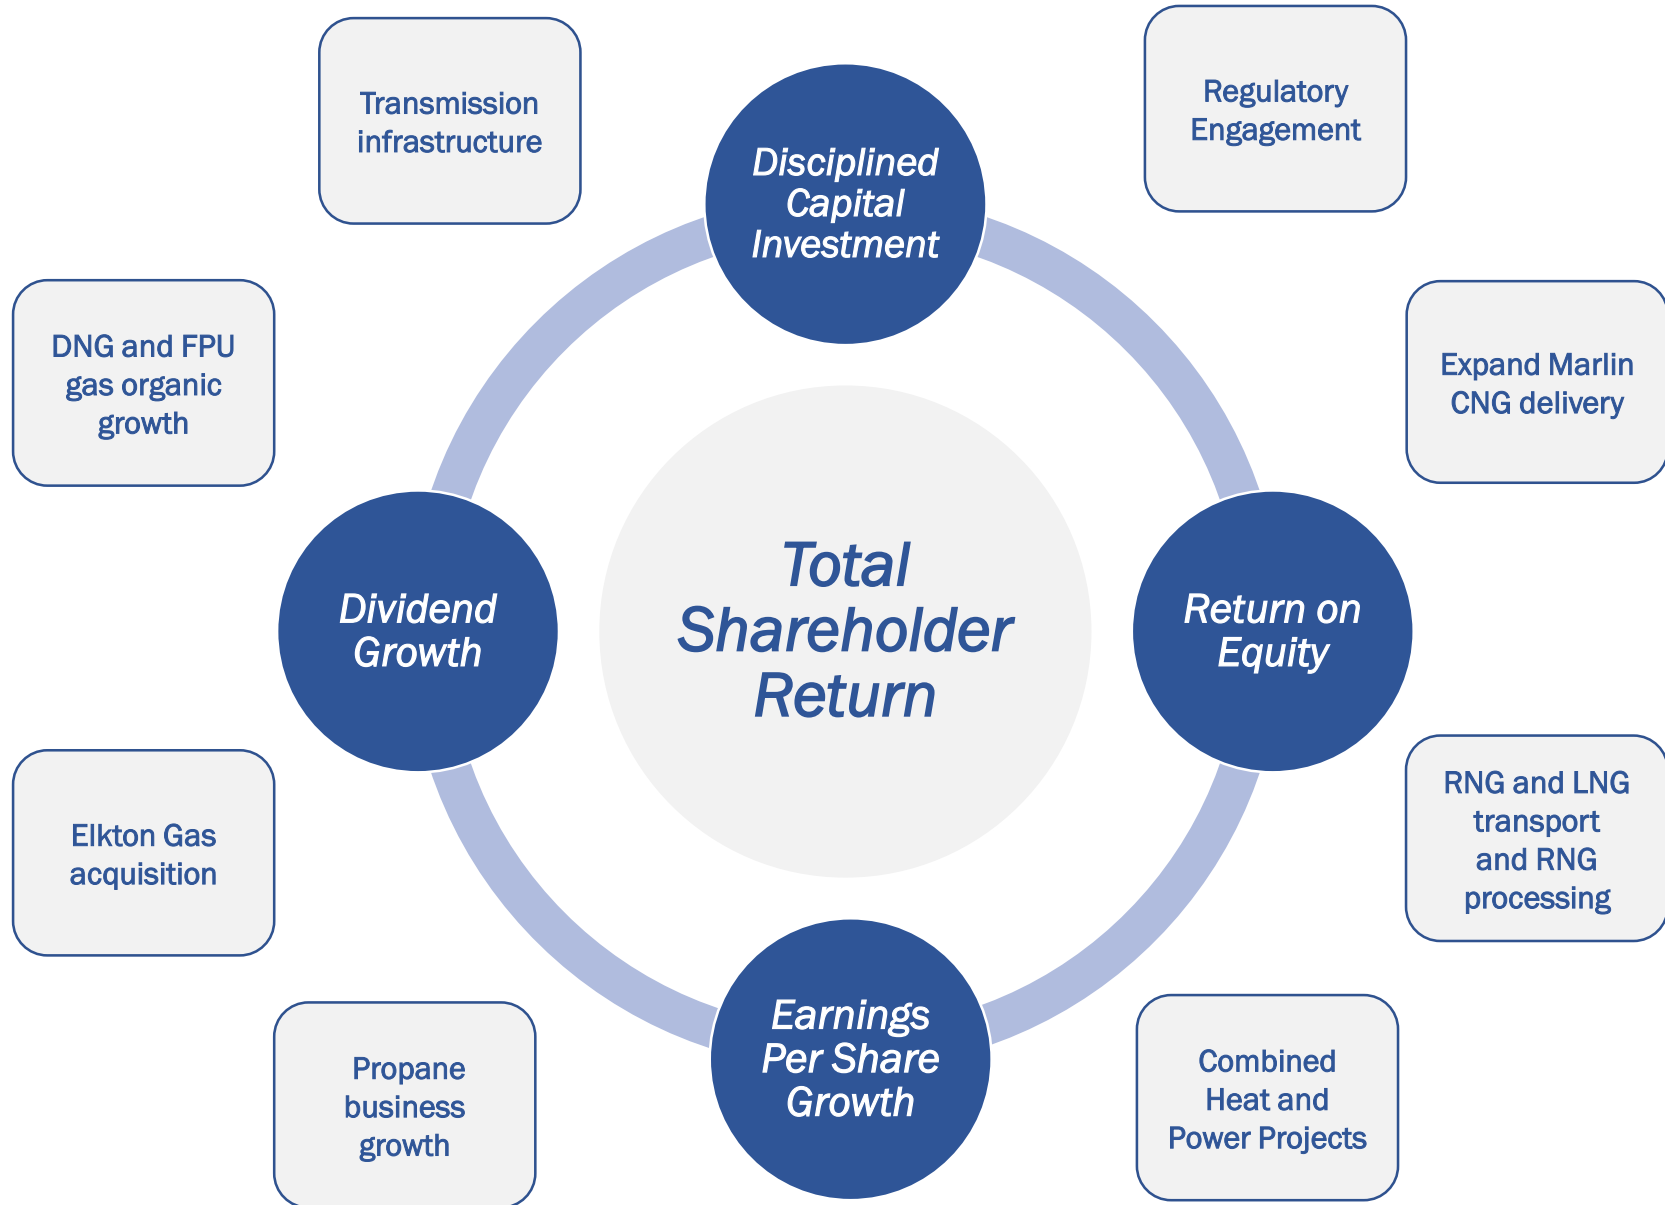 Transmission
infrastructure
Regulatory
Engagement
Disciplined
Capital
Investment
DNG and FPU
gas organic
growth
Expand Marlin
CNG delivery
Total
Shareholder
Return
Dividend
Growth
Return on
Equity
Elkton Gas
acquisition
RNG and LNG
transport
and RNG
processing
Earnings
Per Share
Growth
Propane
business
growth
Combined
Heat and
Power Projects